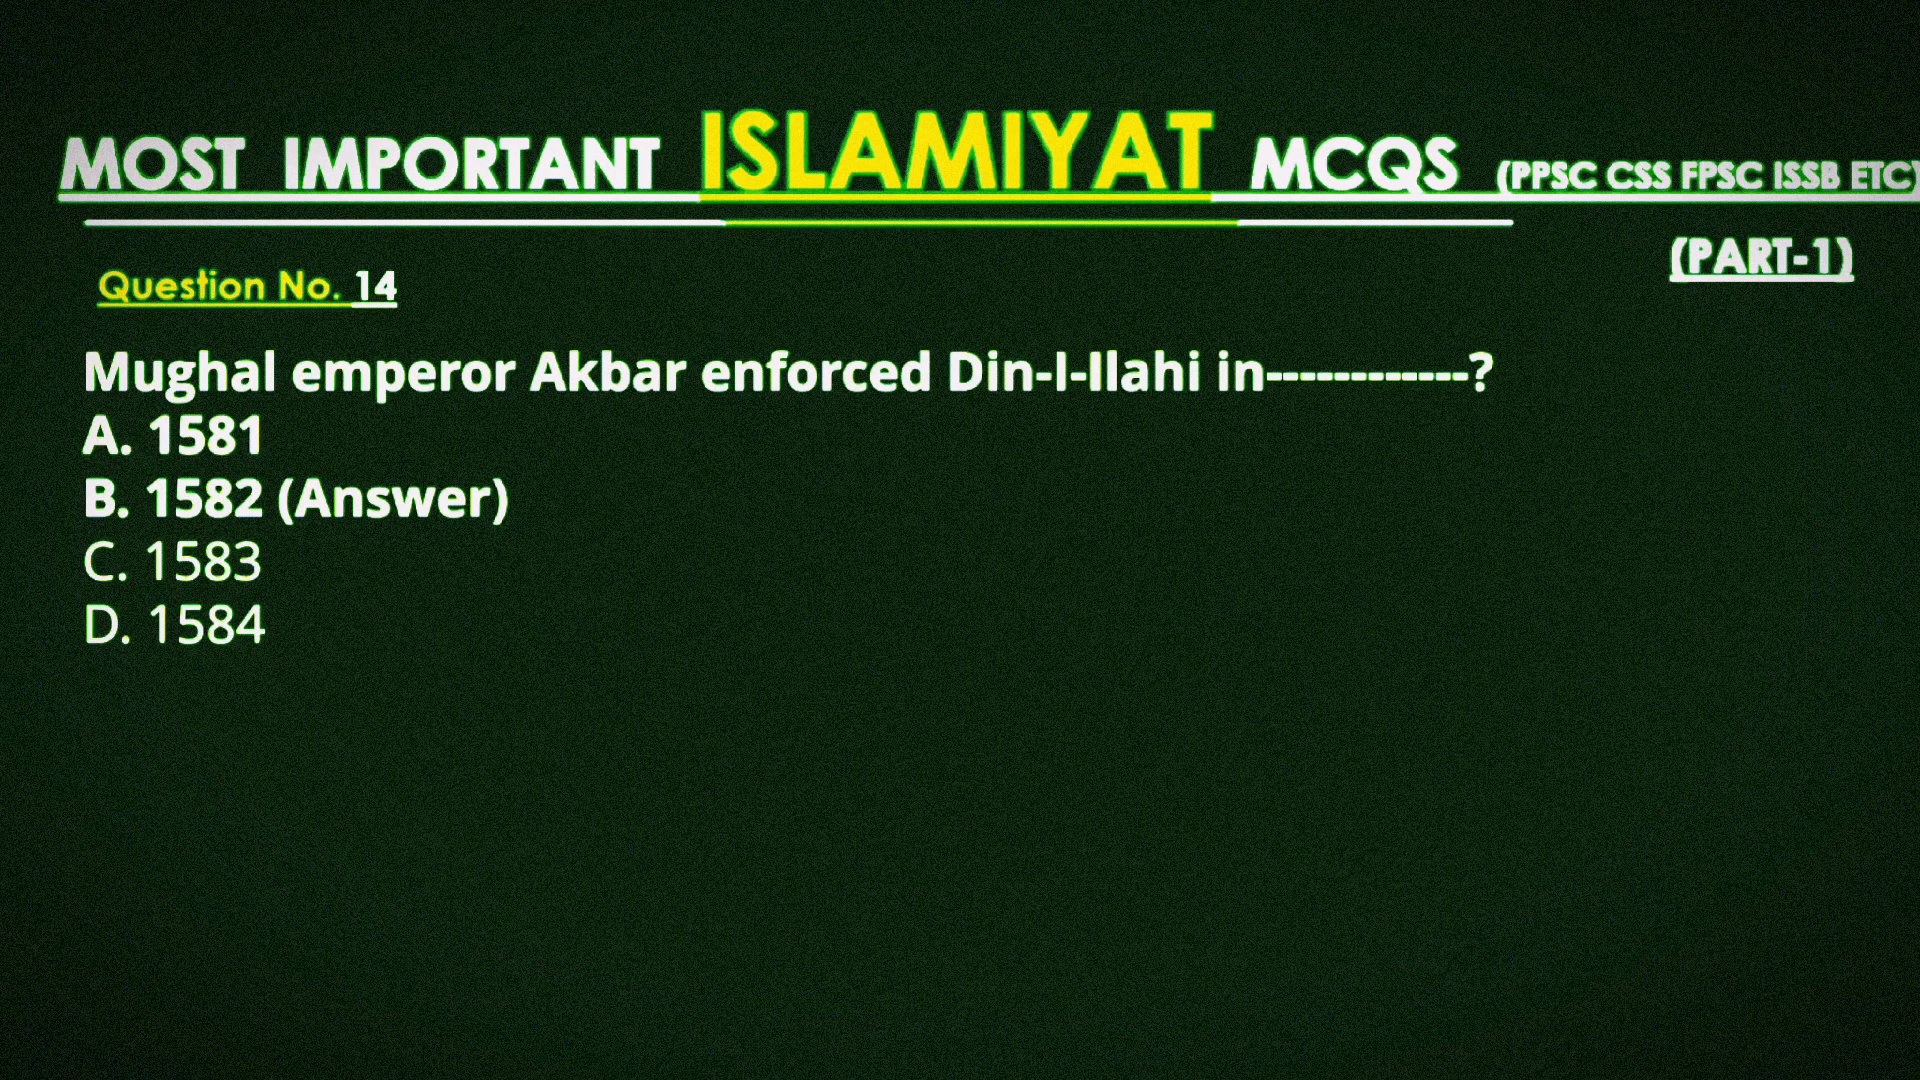 MOST IMPORTANT ISLAMIYAT MCQS (PPSC CSS FPSC ISSB ETC)
(PART-1)
Question No. 14
Mughal emperor Akbar enforced Din-I-Ilahi in------------?
A. 1581
B. 1582 (Answer)
C. 1583
D. 1584